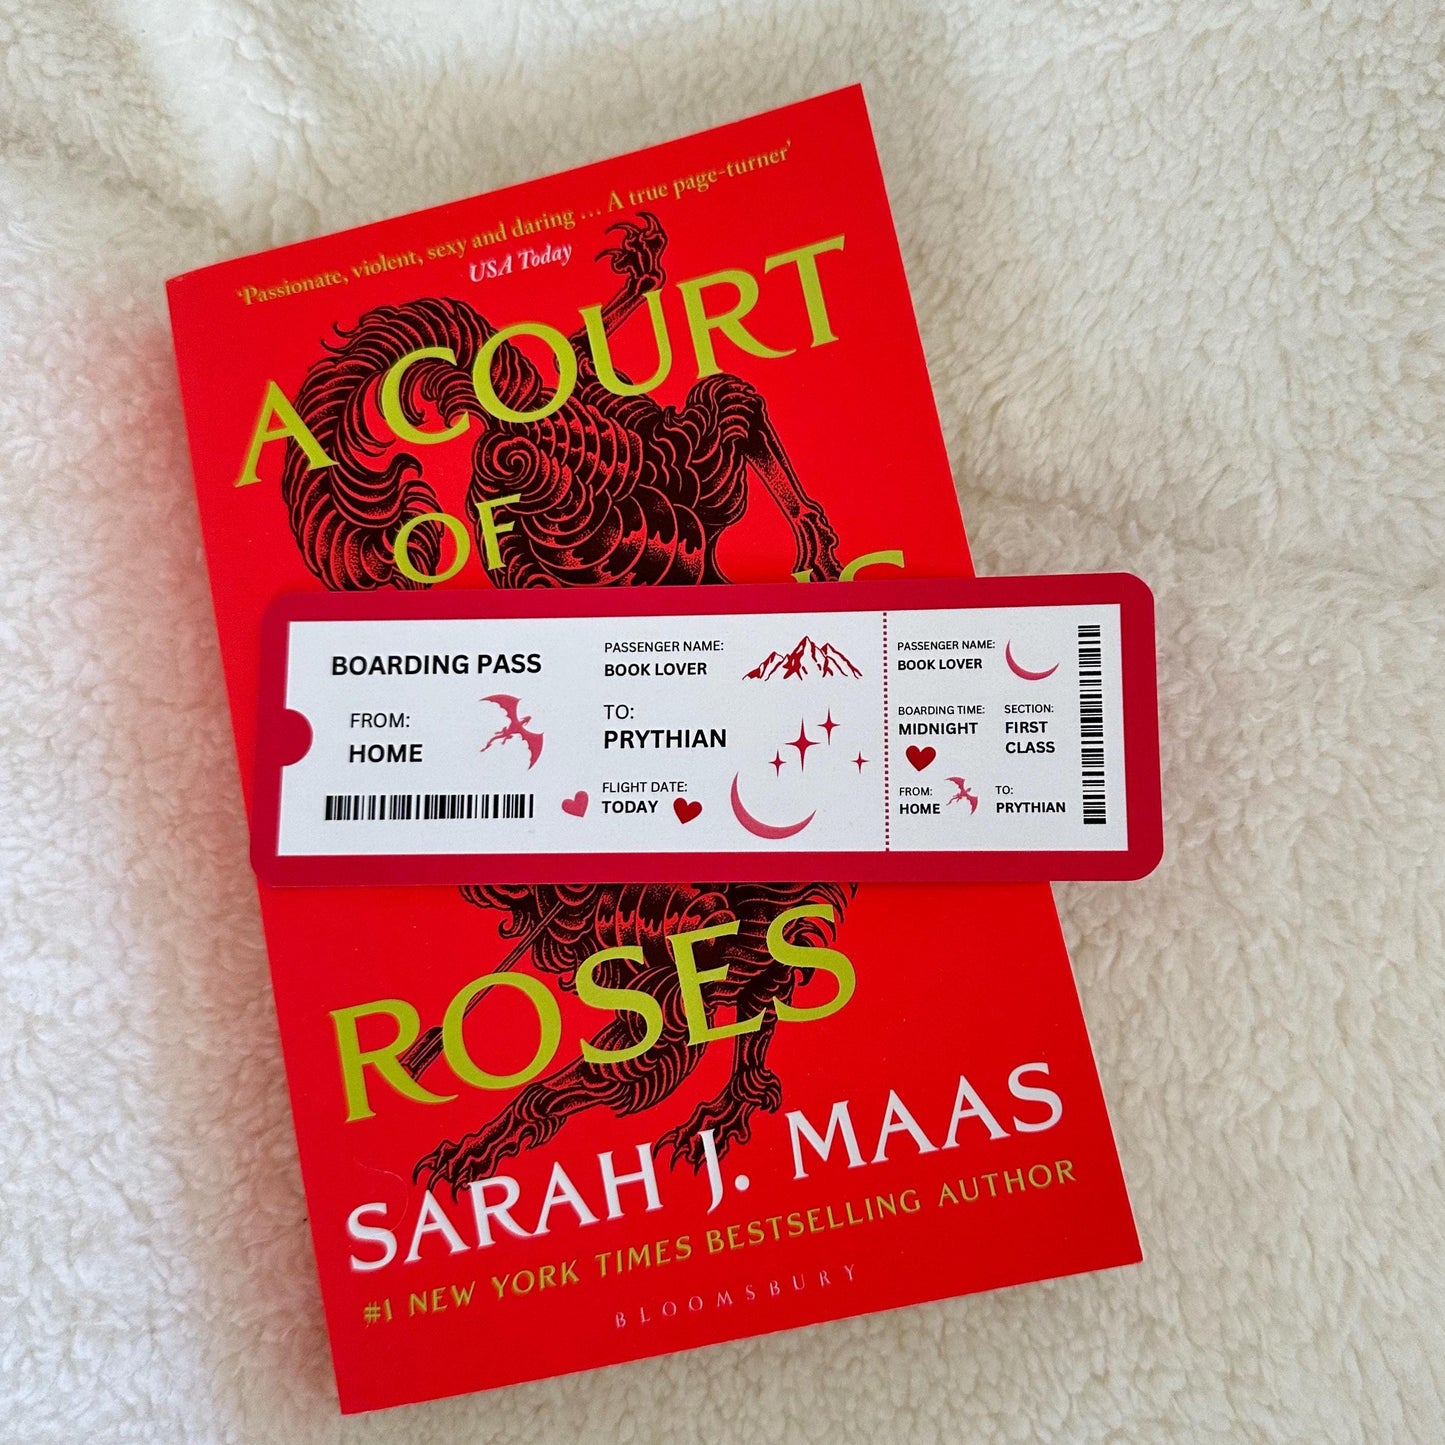 'Passionate, violent, sexy and daring ... A true page-turner'
USA Today
A COURT
OF
BOARDING PASS
FROM:
HOME
PASSENGER NAME:
BOOK LOVER
TO:
PRYTHIAN
FLIGHT DATE:
TODAY
PASSENGER NAME:
BOOK LOVER
BOARDING TIME:
MIDNIGHT
SECTION:
FIRST
CLASS
FROM:
HOME
TO:
PRYTHIAN
ROSES
SARAH J. MAAS
#1 NEW YORK TIMES BESTSELLING AUTHOR
BLOOMSBURY